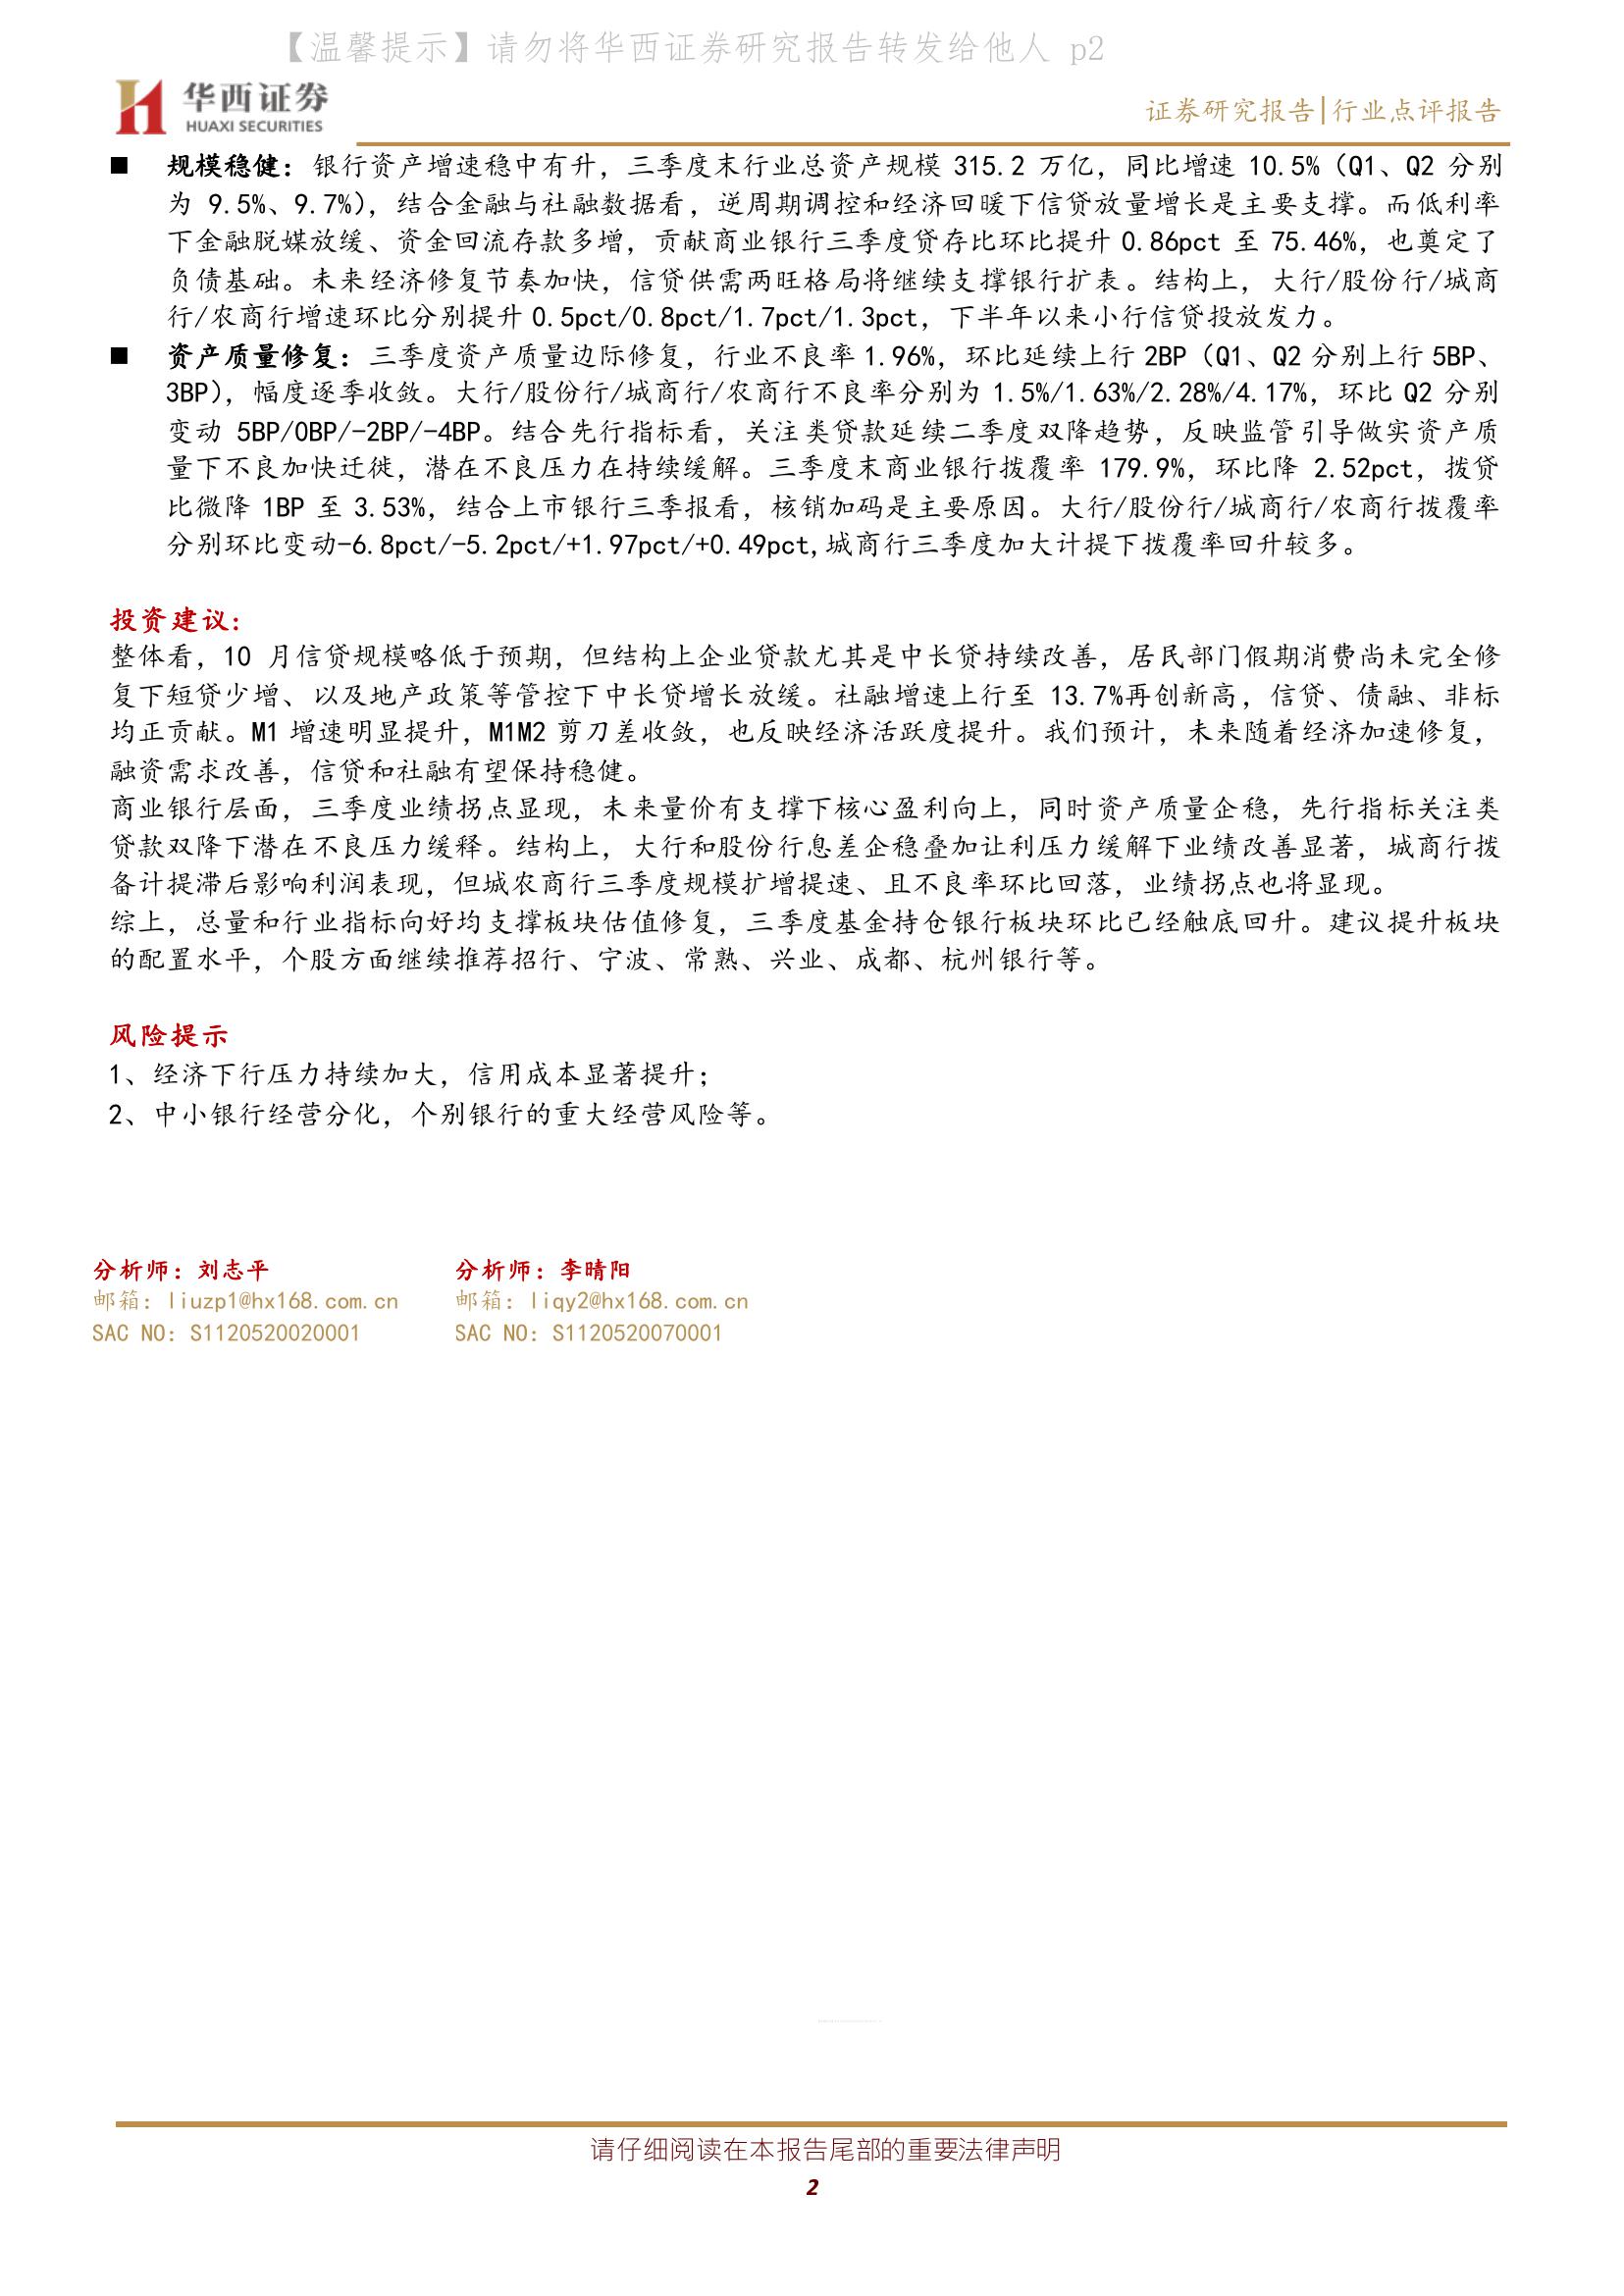 【温馨提示】请勿将华西证券研究报告转发给他人 p2
华西证券
HUAXI SECURITIES
证券研究报告|行业点评报告
■ 规模稳健：银行资产增速稳中有升，三季度末行业总资产规模 315.2 万亿，同比增速 10.5%（Q1、Q2 分别
为 9.5%、9.7%），结合金融与社融数据看，逆周期调控和经济回暖下信贷放量增长是主要支撑。而低利率
下金融脱媒放缓、资金回流存款多增，贡献商业银行三季度贷存比环比提升 0.86pct 至 75.46%，也奠定了
负债基础。未来经济修复节奏加快，信贷供需两旺格局将继续支撑银行扩表。结构上，大行/股份行/城商
行/农商行增速环比分别提升 0.5pct/0.8pct/1.7pct/1.3pct，下半年以来小行信贷投放发力。
■ 资产质量修复：三季度资产质量边际修复，行业不良率 1.96%，环比延续上行 2BP（Q1、Q2 分别上行 5BP、
3BP），幅度逐季收敛。大行/股份行/城商行/农商行不良率分别为 1.5%/1.63%/2.28%/4.17%，环比 Q2 分别
变动 5BP/0BP/-2BP/-4BP。结合先行指标看，关注类贷款延续二季度双降趋势，反映监管引导做实资产质
量下不良加快迁徙，潜在不良压力在持续缓解。三季度末商业银行拨覆率 179.9%，环比降 2.52pct，拨贷
比微降 1BP 至 3.53%，结合上市银行三季报看，核销加码是主要原因。大行/股份行/城商行/农商行拨覆率
分别环比变动-6.8pct/-5.2pct/+1.97pct/+0.49pct,城商行三季度加大计提下拨覆率回升较多。
投资建议：
整体看，10 月信贷规模略低于预期，但结构上企业贷款尤其是中长贷持续改善，居民部门假期消费尚未完全修
复下短贷少增、以及地产政策等管控下中长贷增长放缓。社融增速上行至 13.7%再创新高，信贷、债融、非标
均正贡献。M1 增速明显提升，M1M2 剪刀差收敛，也反映经济活跃度提升。我们预计，未来随着经济加速修复，
融资需求改善，信贷和社融有望保持稳健。
商业银行层面，三季度业绩拐点显现，未来量价有支撑下核心盈利向上，同时资产质量企稳，先行指标关注类
贷款双降下潜在不良压力缓释。结构上，大行和股份行息差企稳叠加让利压力缓解下业绩改善显著，城商行拨
备计提滞后影响利润表现，但城农商行三季度规模扩增提速、且不良率环比回落，业绩拐点也将显现。
综上，总量和行业指标向好均支撑板块估值修复，三季度基金持仓银行板块环比已经触底回升。建议提升板块
的配置水平，个股方面继续推荐招行、宁波、常熟、兴业、成都、杭州银行等。
风险提示
1、经济下行压力持续加大，信用成本显著提升；
2、中小银行经营分化，个别银行的重大经营风险等。
分析师：刘志平 分析师：李晴阳
邮箱：liuzp1@hx168.com.cn 邮箱：liqy2@hx168.com.cn
SAC NO：S1120520020001 SAC NO：S1120520070001
请仔细阅读在本报告尾部的重要法律声明
2